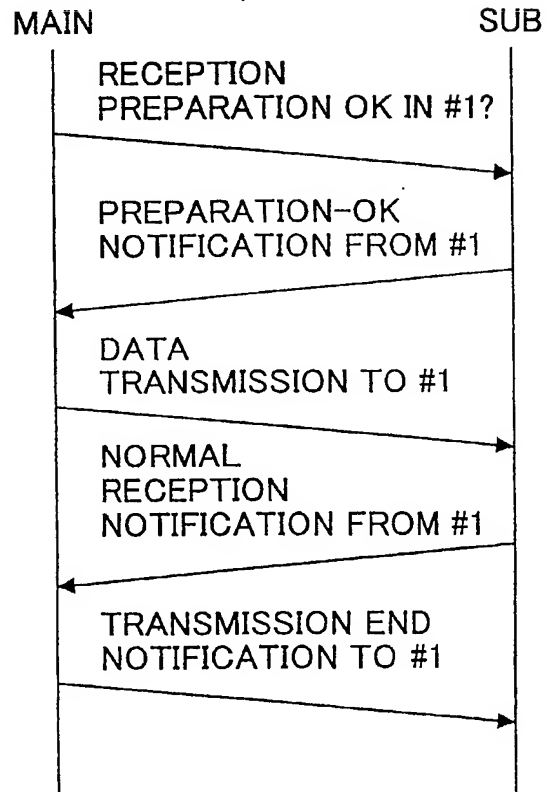 MAIN SUB
RECEPTION
PREPARATION OK IN #1?
PREPARATION-OK
NOTIFICATION FROM #1
DATA
TRANSMISSION TO #1
NORMAL
RECEPTION
NOTIFICATION FROM #1
TRANSMISSION END
NOTIFICATION TO #1